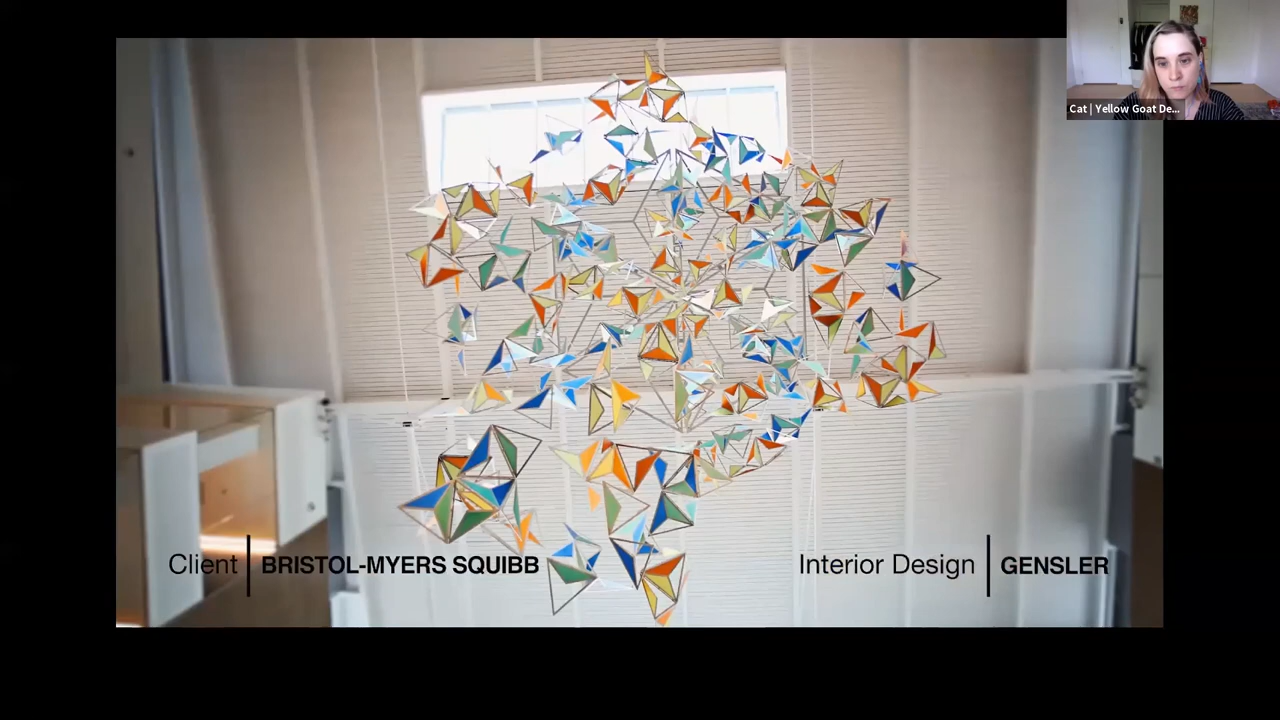 Cat | Yellow Goat De...
Client | BRISTOL-MYERS SQUIBB
Interior Design | GENSLER